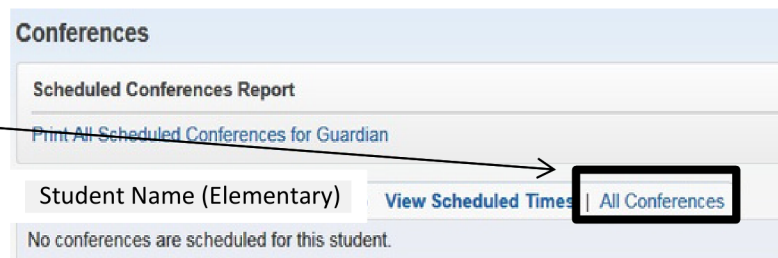 Conferences
Scheduled Conferences Report
Print All Scheduled Conferences for Guardian
Student Name (Elementary) View Scheduled Times | All Conferences
No conferences are scheduled for this student.